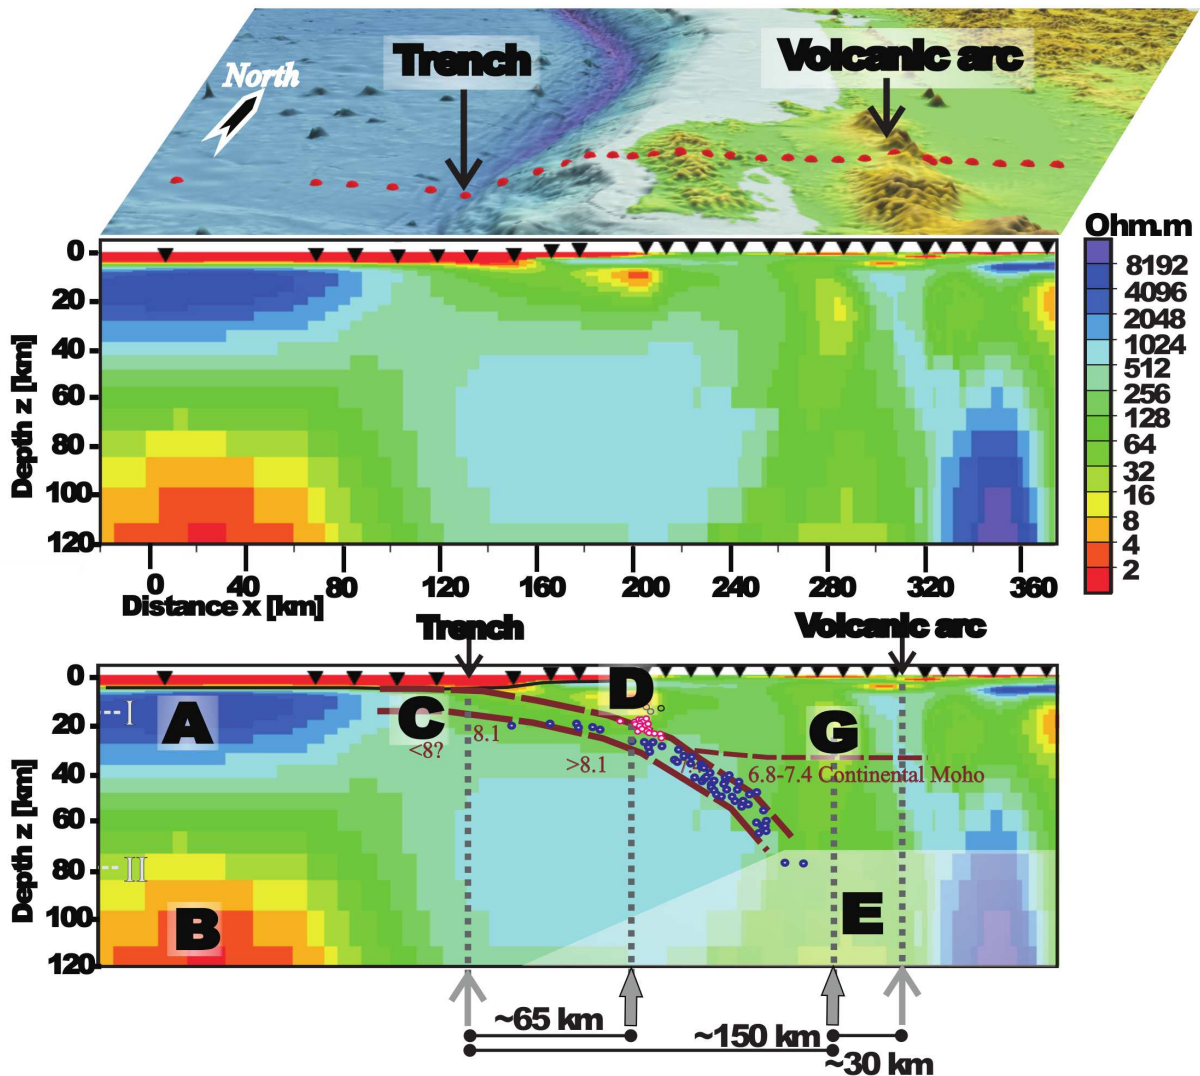 North
Trench
Volcanic arc
Ohm.m
8192
4096
2048
1024
512
256
128
64
32
16
8
4
2
Depth z [km]
0
20
40
60
80
100
120
0 40 80 120 160 200 240 280 320 360
Distance x [km]
Trench
Volcanic arc
Depth z [km]
0
20
40
60
80
100
120
I
II
A
B
C
D
E
G
<8?
8.1
>8.1
6.8-7.4 Continental Moho
~65 km
~150 km
~30 km